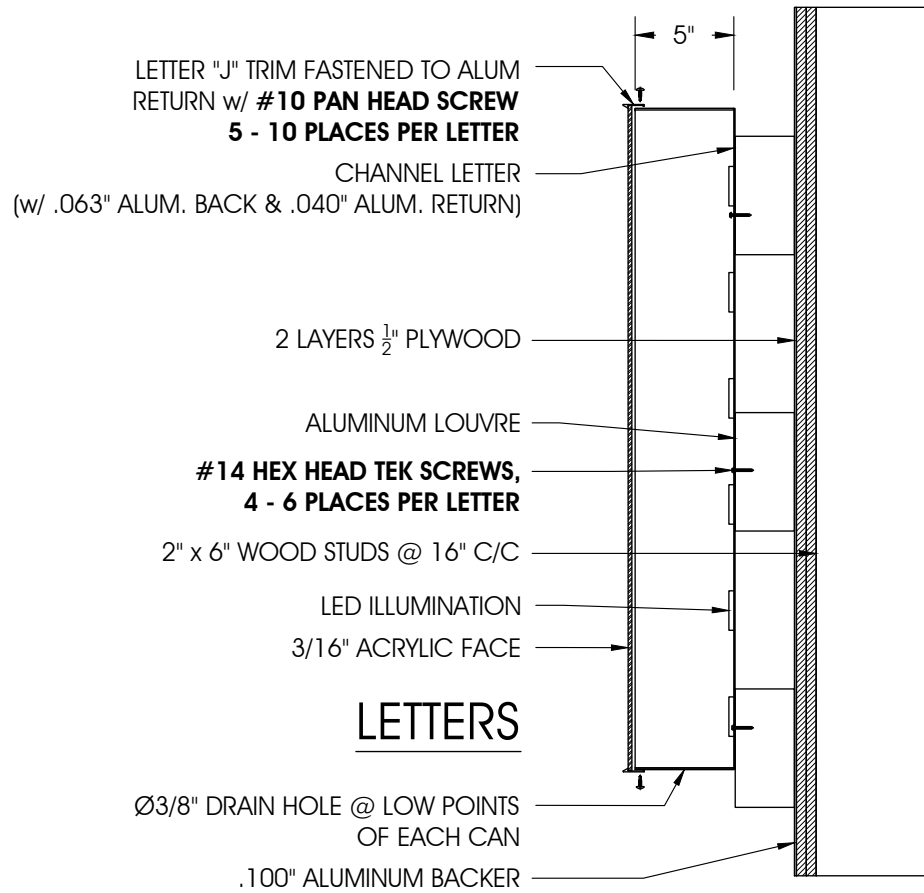 5"
LETTER "J" TRIM FASTENED TO ALUM
RETURN w/ #10 PAN HEAD SCREW
5 - 10 PLACES PER LETTER
CHANNEL LETTER
(w/ .063" ALUM. BACK & .040" ALUM. RETURN)
2 LAYERS 1/2" PLYWOOD
ALUMINUM LOUVRE
#14 HEX HEAD TEK SCREWS,
4 - 6 PLACES PER LETTER
2" x 6" WOOD STUDS @ 16" C/C
LED ILLUMINATION
3/16" ACRYLIC FACE
LETTERS
Ø3/8" DRAIN HOLE @ LOW POINTS
OF EACH CAN
.100" ALUMINUM BACKER